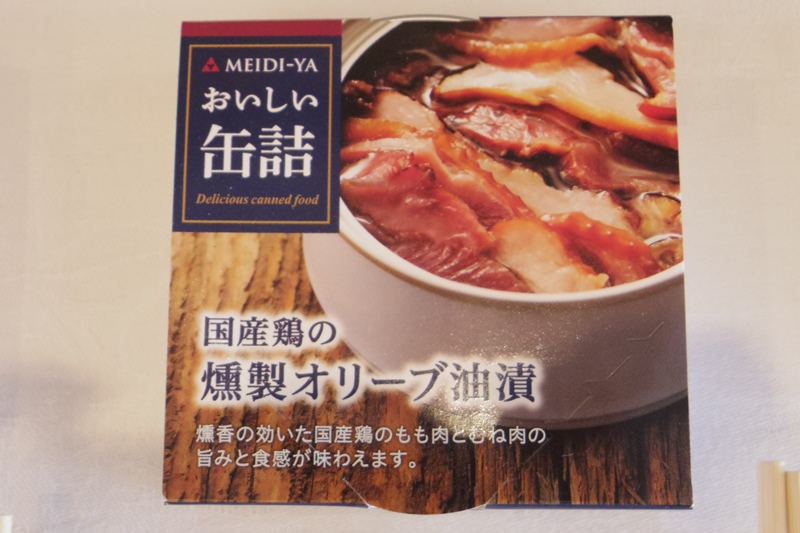 MEIDI-YA
おいしい
缶詰
Delicious canned food
国産鶏の
燻製オリーブ油漬
燻香の効いた国産鶏のもも肉とむね肉の
旨みと食感が味わえます。